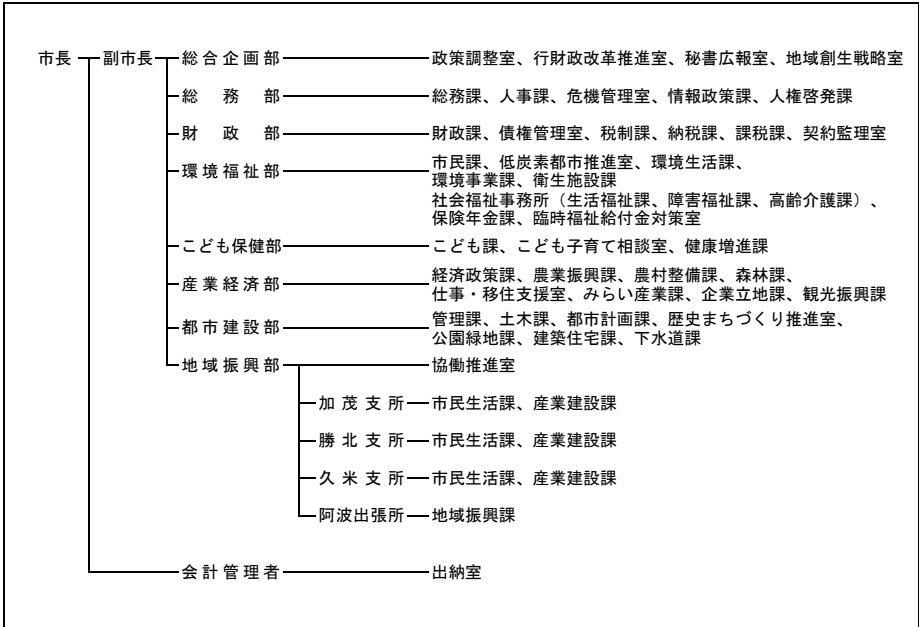 市長 副市長 総合企画部 政策調整室、行財政改革推進室、秘書広報室、地域創生戦略室
総務部 総務課、人事課、危機管理室、情報政策課、人権啓発課
財政部 財政課、債権管理室、税制課、納税課、課税課、契約監理室
環境福祉部 市民課、低炭素都市推進室、環境生活課、
環境事業課、衛生施設課
社会福祉事務所（生活福祉課、障害福祉課、高齢介護課）、
保険年金課、臨時福祉給付金対策室
こども保健部 こども課、こども子育て相談室、健康増進課
産業経済部 経済政策課、農業振興課、農村整備課、森林課、
仕事・移住支援室、みらい産業課、企業立地課、観光振興課
都市建設部 管理課、土木課、都市計画課、歴史まちづくり推進室、
公園緑地課、建築住宅課、下水道課
地域振興部 協働推進室
加茂支所 市民生活課、産業建設課
勝北支所 市民生活課、産業建設課
久米支所 市民生活課、産業建設課
阿波出張所 地域振興課
会計管理者 出納室